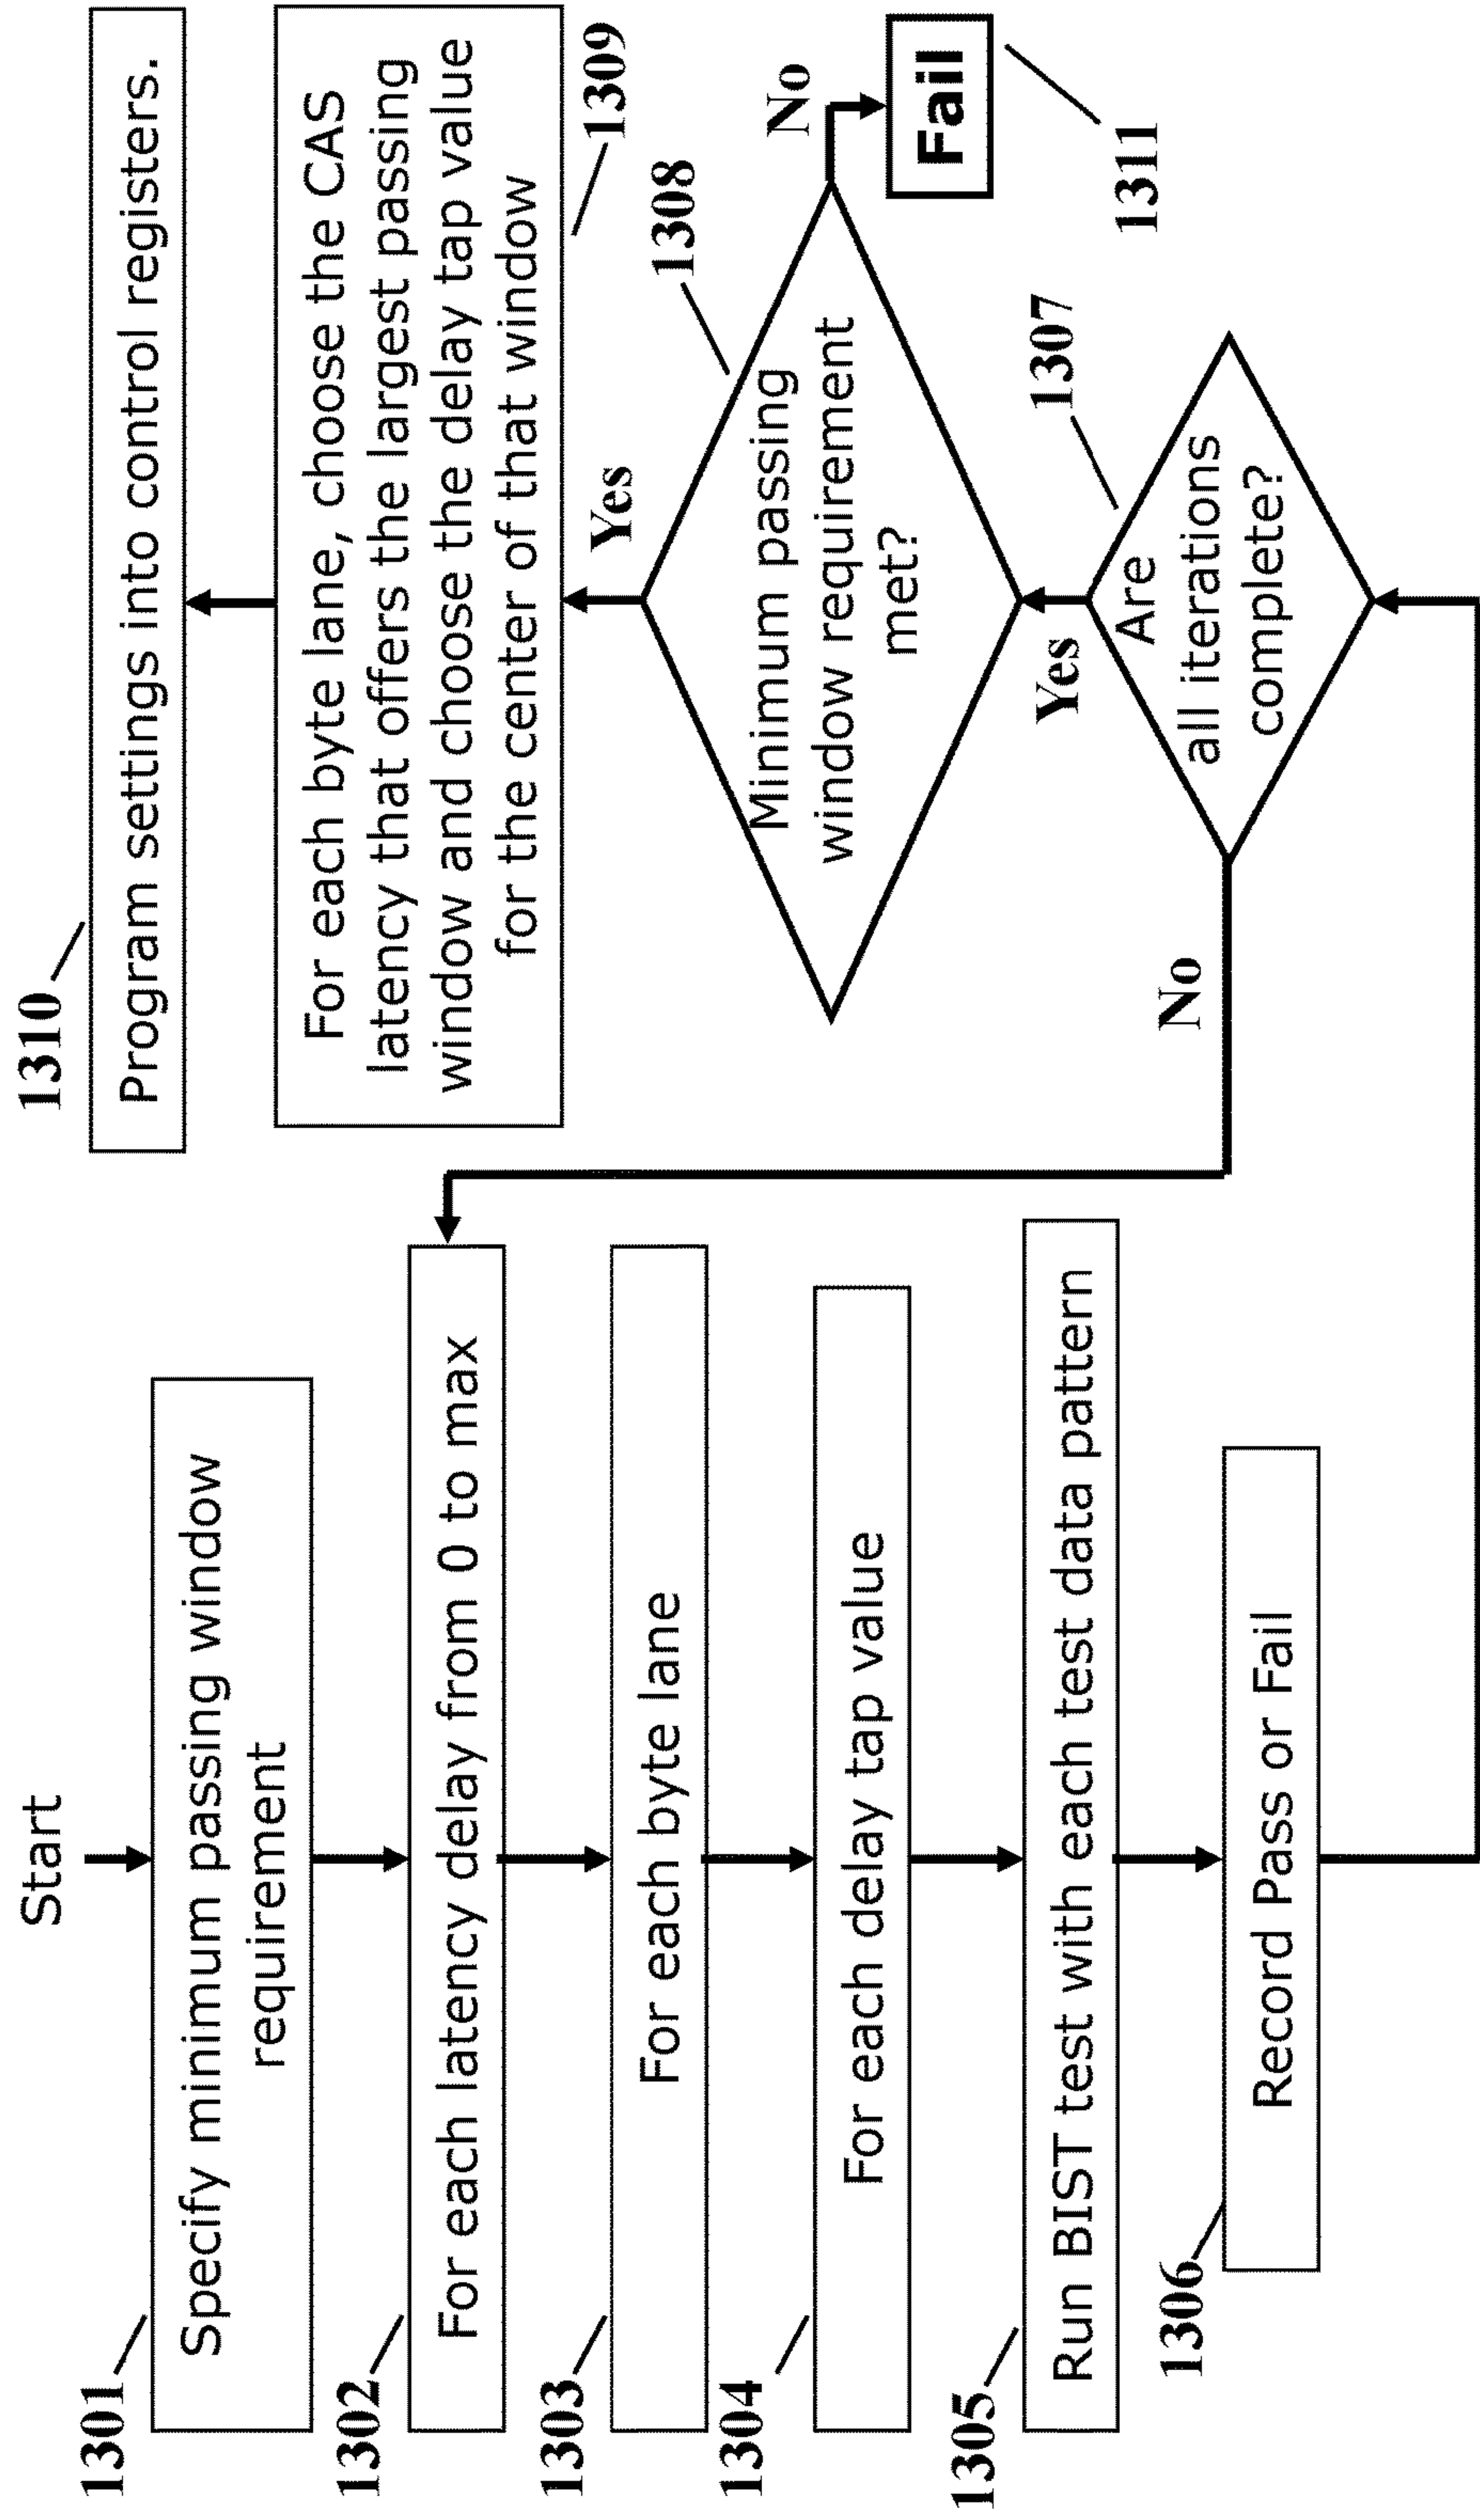 Start
1301
Specify minimum passing window
requirement
1302
For each latency delay from 0 to max
1303
For each byte lane
1304
For each delay tap value
1305
Run BIST test with each test data pattern
1306
Record Pass or Fail
1310
Program settings into control registers.
For each byte lane, choose the CAS
latency that offers the largest passing
window and choose the delay tap value
for the center of that window
1309
Yes
1308
Minimum passing
window requirement
met?
No
Fail
1311
Yes
1307
Are
all iterations
complete?
No